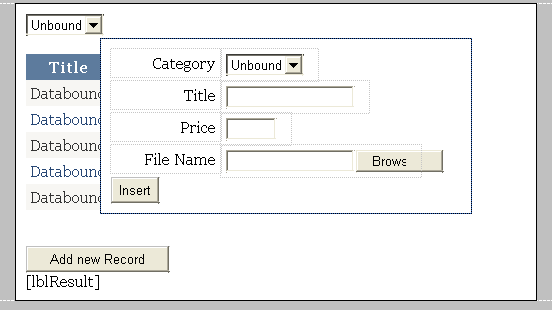 Unbound
Title
Databound
Databound
Databound
Databound
Databound
Category Unbound
Title
Price
File Name Brows
Insert
Add new Record
[lblResult]